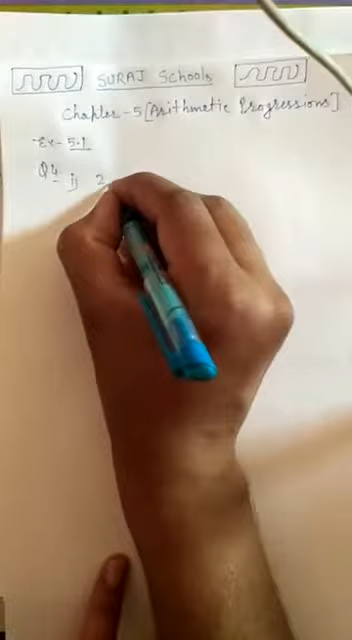 SURAJ Schools
Chapter-5[Arithmetic Progressions]
Ex- 5.1
Q4 i) 2,